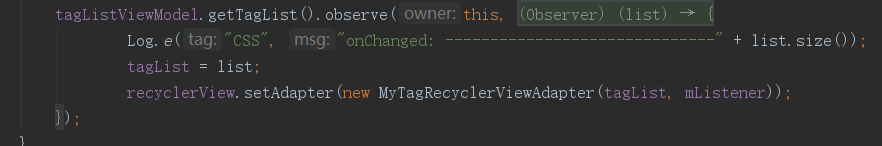 tagListViewModel.getTagList().observe( owner: this, (Observer) (list) → {
Log.e( tag: "CSS", msg: "onChanged: ------------------------------" + list.size());
tagList = list;
recyclerView.setAdapter(new MyTagRecyclerViewAdapter(tagList, mListener));
});
}